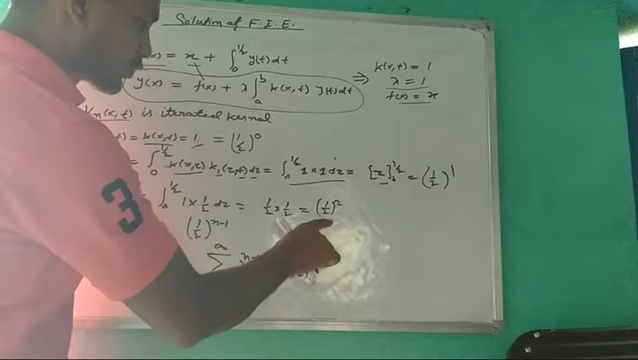 Solution of F.I.E.
(x) = x + ∫₀^½ y(t)dt
y(x) = f(x) + λ ∫ₐᵇ k(x,t) y(t)dt ⇒
k(x,t) = 1
λ = 1
f(x) = x
Kₙ(x,t) is iterated kernel
t) = k(x,t) = 1 = (1/2)⁰
= ∫₀^½ k(x,z) k₁(z,t) dz = ∫₀^½ 1×1 dz = [z]₀^½ = (1/2)¹
∫₀^½ 1×1/2 dz = 1/2 × 1/2 = (1/2)²
(1/2)ⁿ⁻¹
∑
3